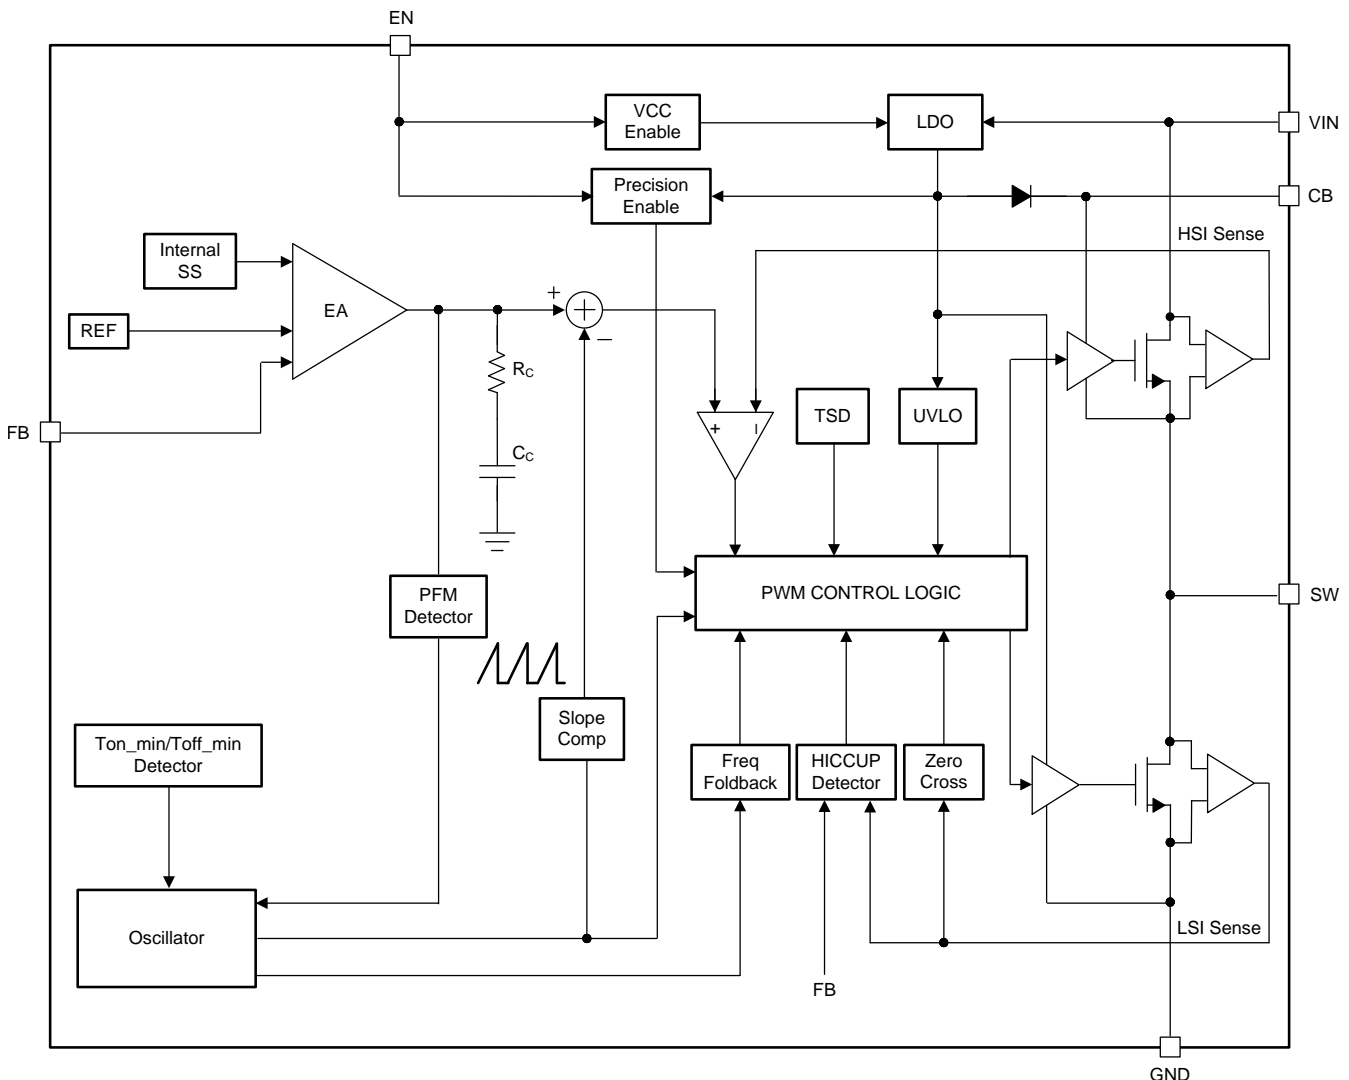 EN
VCC
Enable
LDO
VIN
Precision
Enable
CB
HSI Sense
Internal
SS
EA
+
−
REF
RC
FB
CC
+
−
TSD
UVLO
PWM CONTROL LOGIC
SW
PFM
Detector
Slope
Comp
Ton_min/Toff_min
Detector
Freq
Foldback
HICCUP
Detector
Zero
Cross
Oscillator
LSI Sense
FB
GND